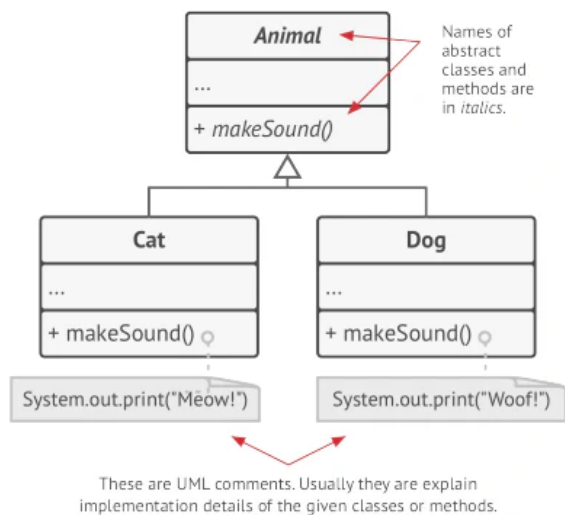 Animal
Names of
abstract
classes and
methods are
in italics.
...
+ makeSound()
Cat
Dog
...
...
+ makeSound()
+ makeSound()
System.out.print("Meow!")
System.out.print("Woof!")
These are UML comments. Usually they are explain
implementation details of the given classes or methods.